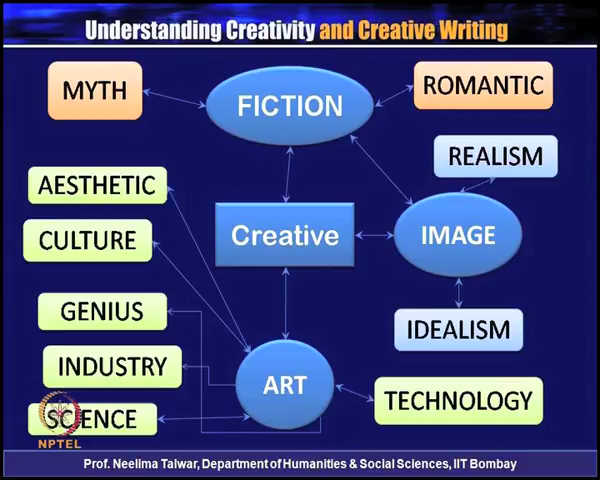 Understanding Creativity and Creative Writing
MYTH
FICTION
ROMANTIC
REALISM
AESTHETIC
CULTURE
Creative
IMAGE
GENIUS
IDEALISM
INDUSTRY
ART
TECHNOLOGY
SCIENCE
NPTEL
Prof. Neelima Talwar, Department of Humanities & Social Sciences, IIT Bombay